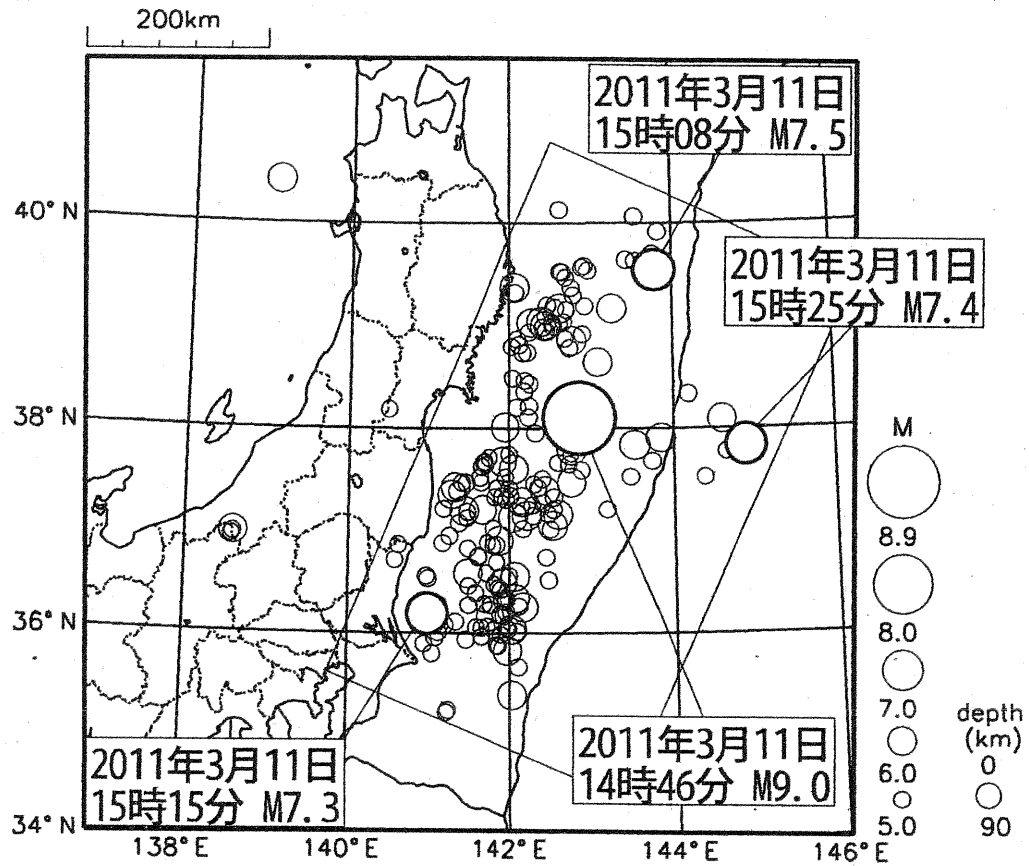 200km
2011年3月11日
15時08分 M7.5
40°N
2011年3月11日
15時25分 M7.4
38°N
M
8.9
8.0
36°N
7.0
depth
(km)
2011年3月11日
14時46分 M9.0
2011年3月11日
15時15分 M7.3
6.0
0
5.0
90
34°N
138°E
140°E
142°E
144°E
146°E